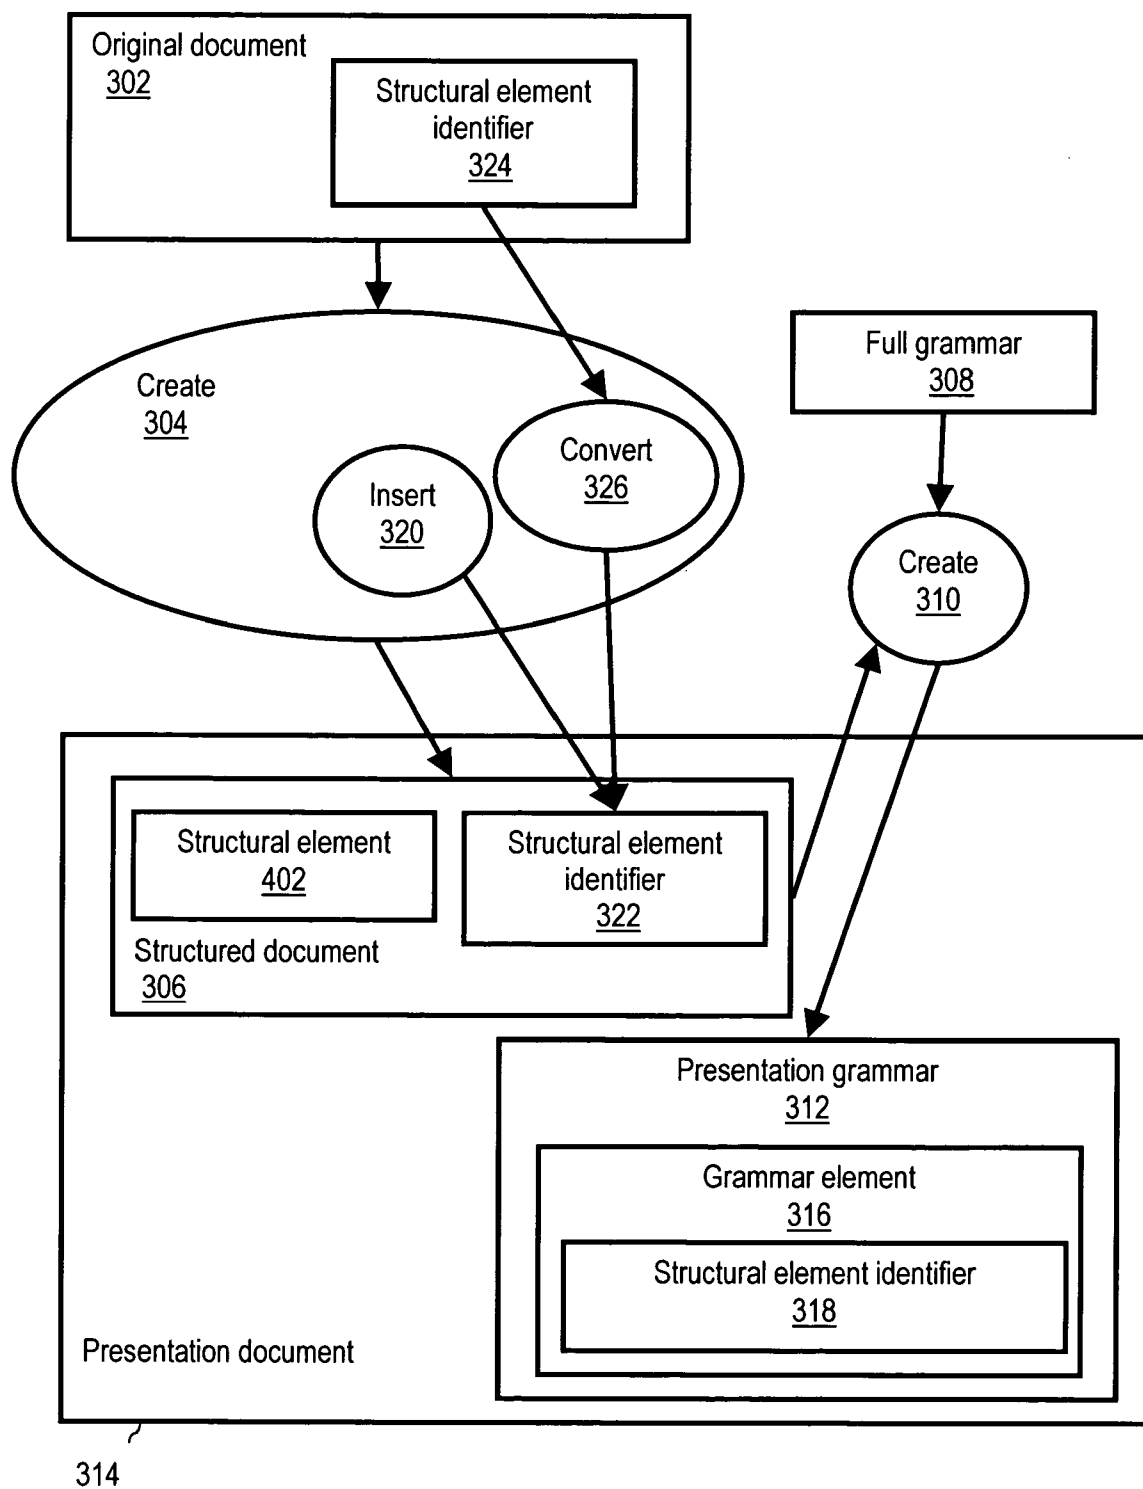 Original document
302
Structural element
identifier
324
Full grammar
308
Create
304
Convert
326
Insert
320
Create
310
Structural element
402
Structural element
identifier
322
Structured document
306
Presentation grammar
312
Grammar element
316
Structural element identifier
318
Presentation document
314